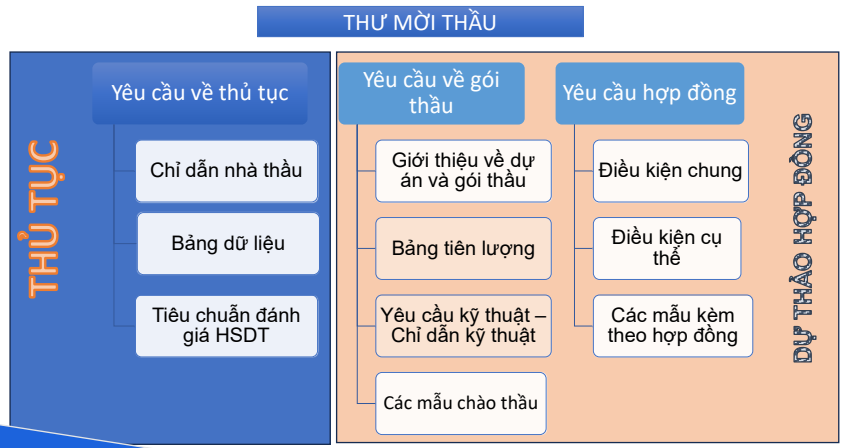 THƯ MỜI THẦU
THỦ TỤC
Yêu cầu về thủ tục
Chỉ dẫn nhà thầu
Bảng dữ liệu
Tiêu chuẩn đánh
giá HSDT
Yêu cầu về gói
thầu
Giới thiệu về dự
án và gói thầu
Bảng tiên lượng
Yêu cầu kỹ thuật –
Chỉ dẫn kỹ thuật
Các mẫu chào thầu
Yêu cầu hợp đồng
Điều kiện chung
Điều kiện cụ
thể
Các mẫu kèm
theo hợp đồng
DỰ THẢO HỢP ĐỒNG